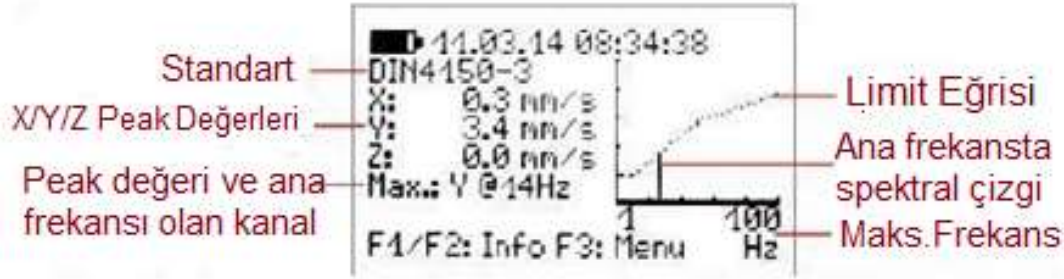 11.03.14 08:34:38
Standart
DIN4150-3
X: 0.3 mm/s
X/Y/Z Peak Değerleri
Y: 3.4 mm/s
Z: 0.0 mm/s
Peak değeri ve ana
frekansı olan kanal
Max.: Y @14Hz
Limit Eğrisi
Ana frekansta
spektral çizgi
1 100
Hz
Maks.Frekans
F1/F2: Info F3: Menu